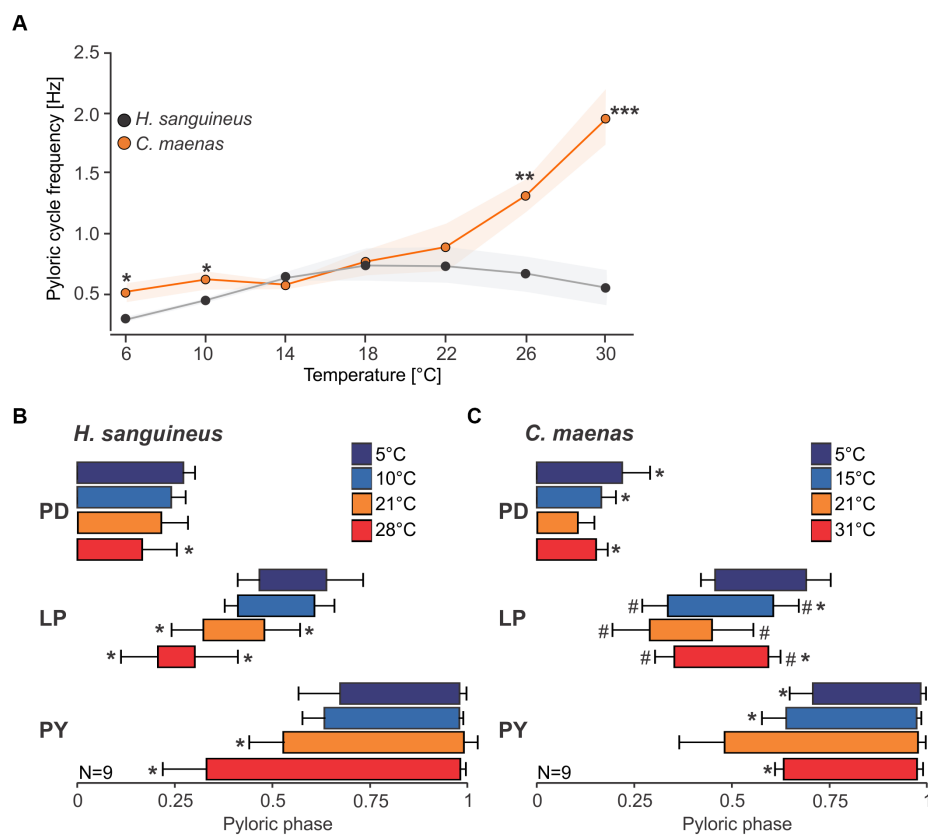 A
2.5
2.0
1.5
1.0
0.5
Pyloric cycle frequency [Hz]
H. sanguineus
C. maenas
*
*
**
***
6 10 14 18 22 26 30
Temperature [°C]
B
H. sanguineus
5°C
10°C
21°C
28°C
PD
*
LP
* *
* *
PY
*
*
N=9
0 0.25 0.5 0.75 1
Pyloric phase
C
C. maenas
5°C
15°C
21°C
31°C
PD
*
*
*
LP
# # *
# #
# # *
PY
*
*
*
N=9
0 0.25 0.5 0.75 1
Pyloric phase